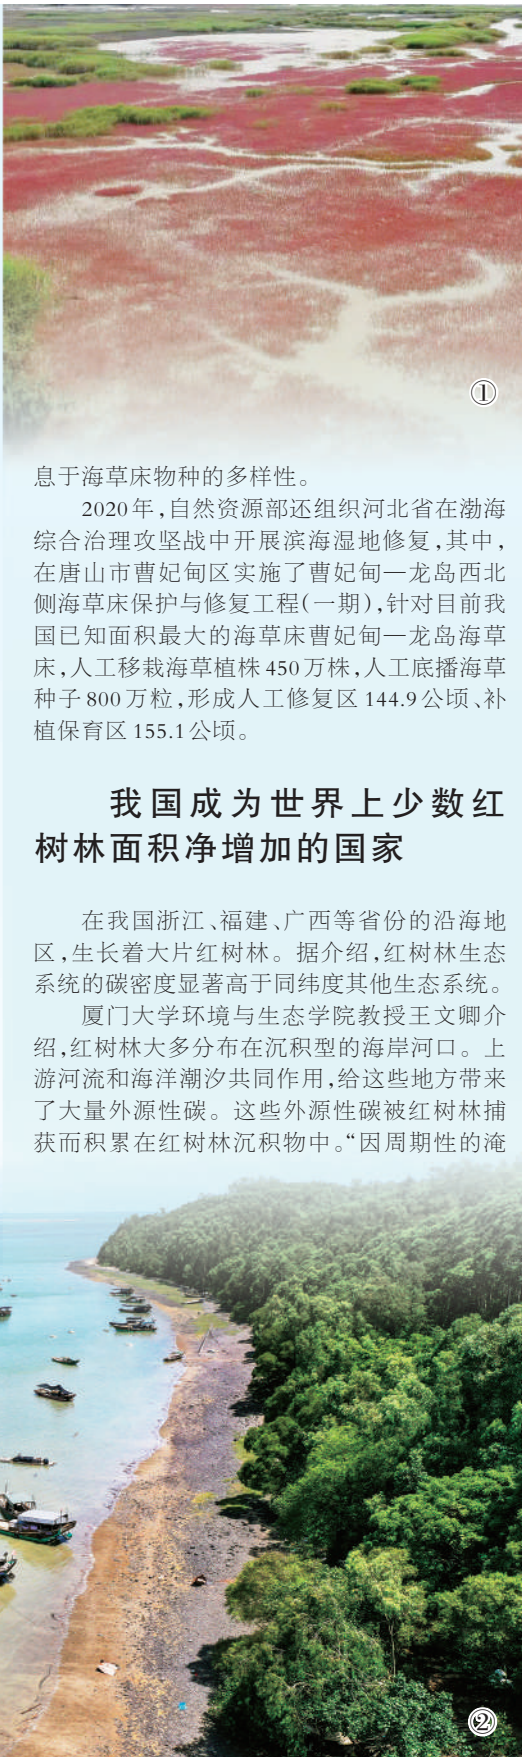 ①
息于海草床物种的多样性。
2020年,自然资源部还组织河北省在渤海
综合治理攻坚战中开展滨海湿地修复,其中,
在唐山市曹妃甸区实施了曹妃甸—龙岛西北
侧海草床保护与修复工程(一期),针对目前我
国已知面积最大的海草床曹妃甸—龙岛海草
床,人工移栽海草植株450万株,人工底播海草
种子800万粒,形成人工修复区144.9公顷、补
植保育区155.1公顷。
我国成为世界上少数红
树林面积净增加的国家
在我国浙江、福建、广西等省份的沿海地
区,生长着大片红树林。据介绍,红树林生态
系统的碳密度显著高于同纬度其他生态系统。
厦门大学环境与生态学院教授王文卿介
绍,红树林大多分布在沉积型的海岸河口。上
游河流和海洋潮汐共同作用,给这些地方带来
了大量外源性碳。这些外源性碳被红树林捕
获而积累在红树林沉积物中。“因周期性的淹
②